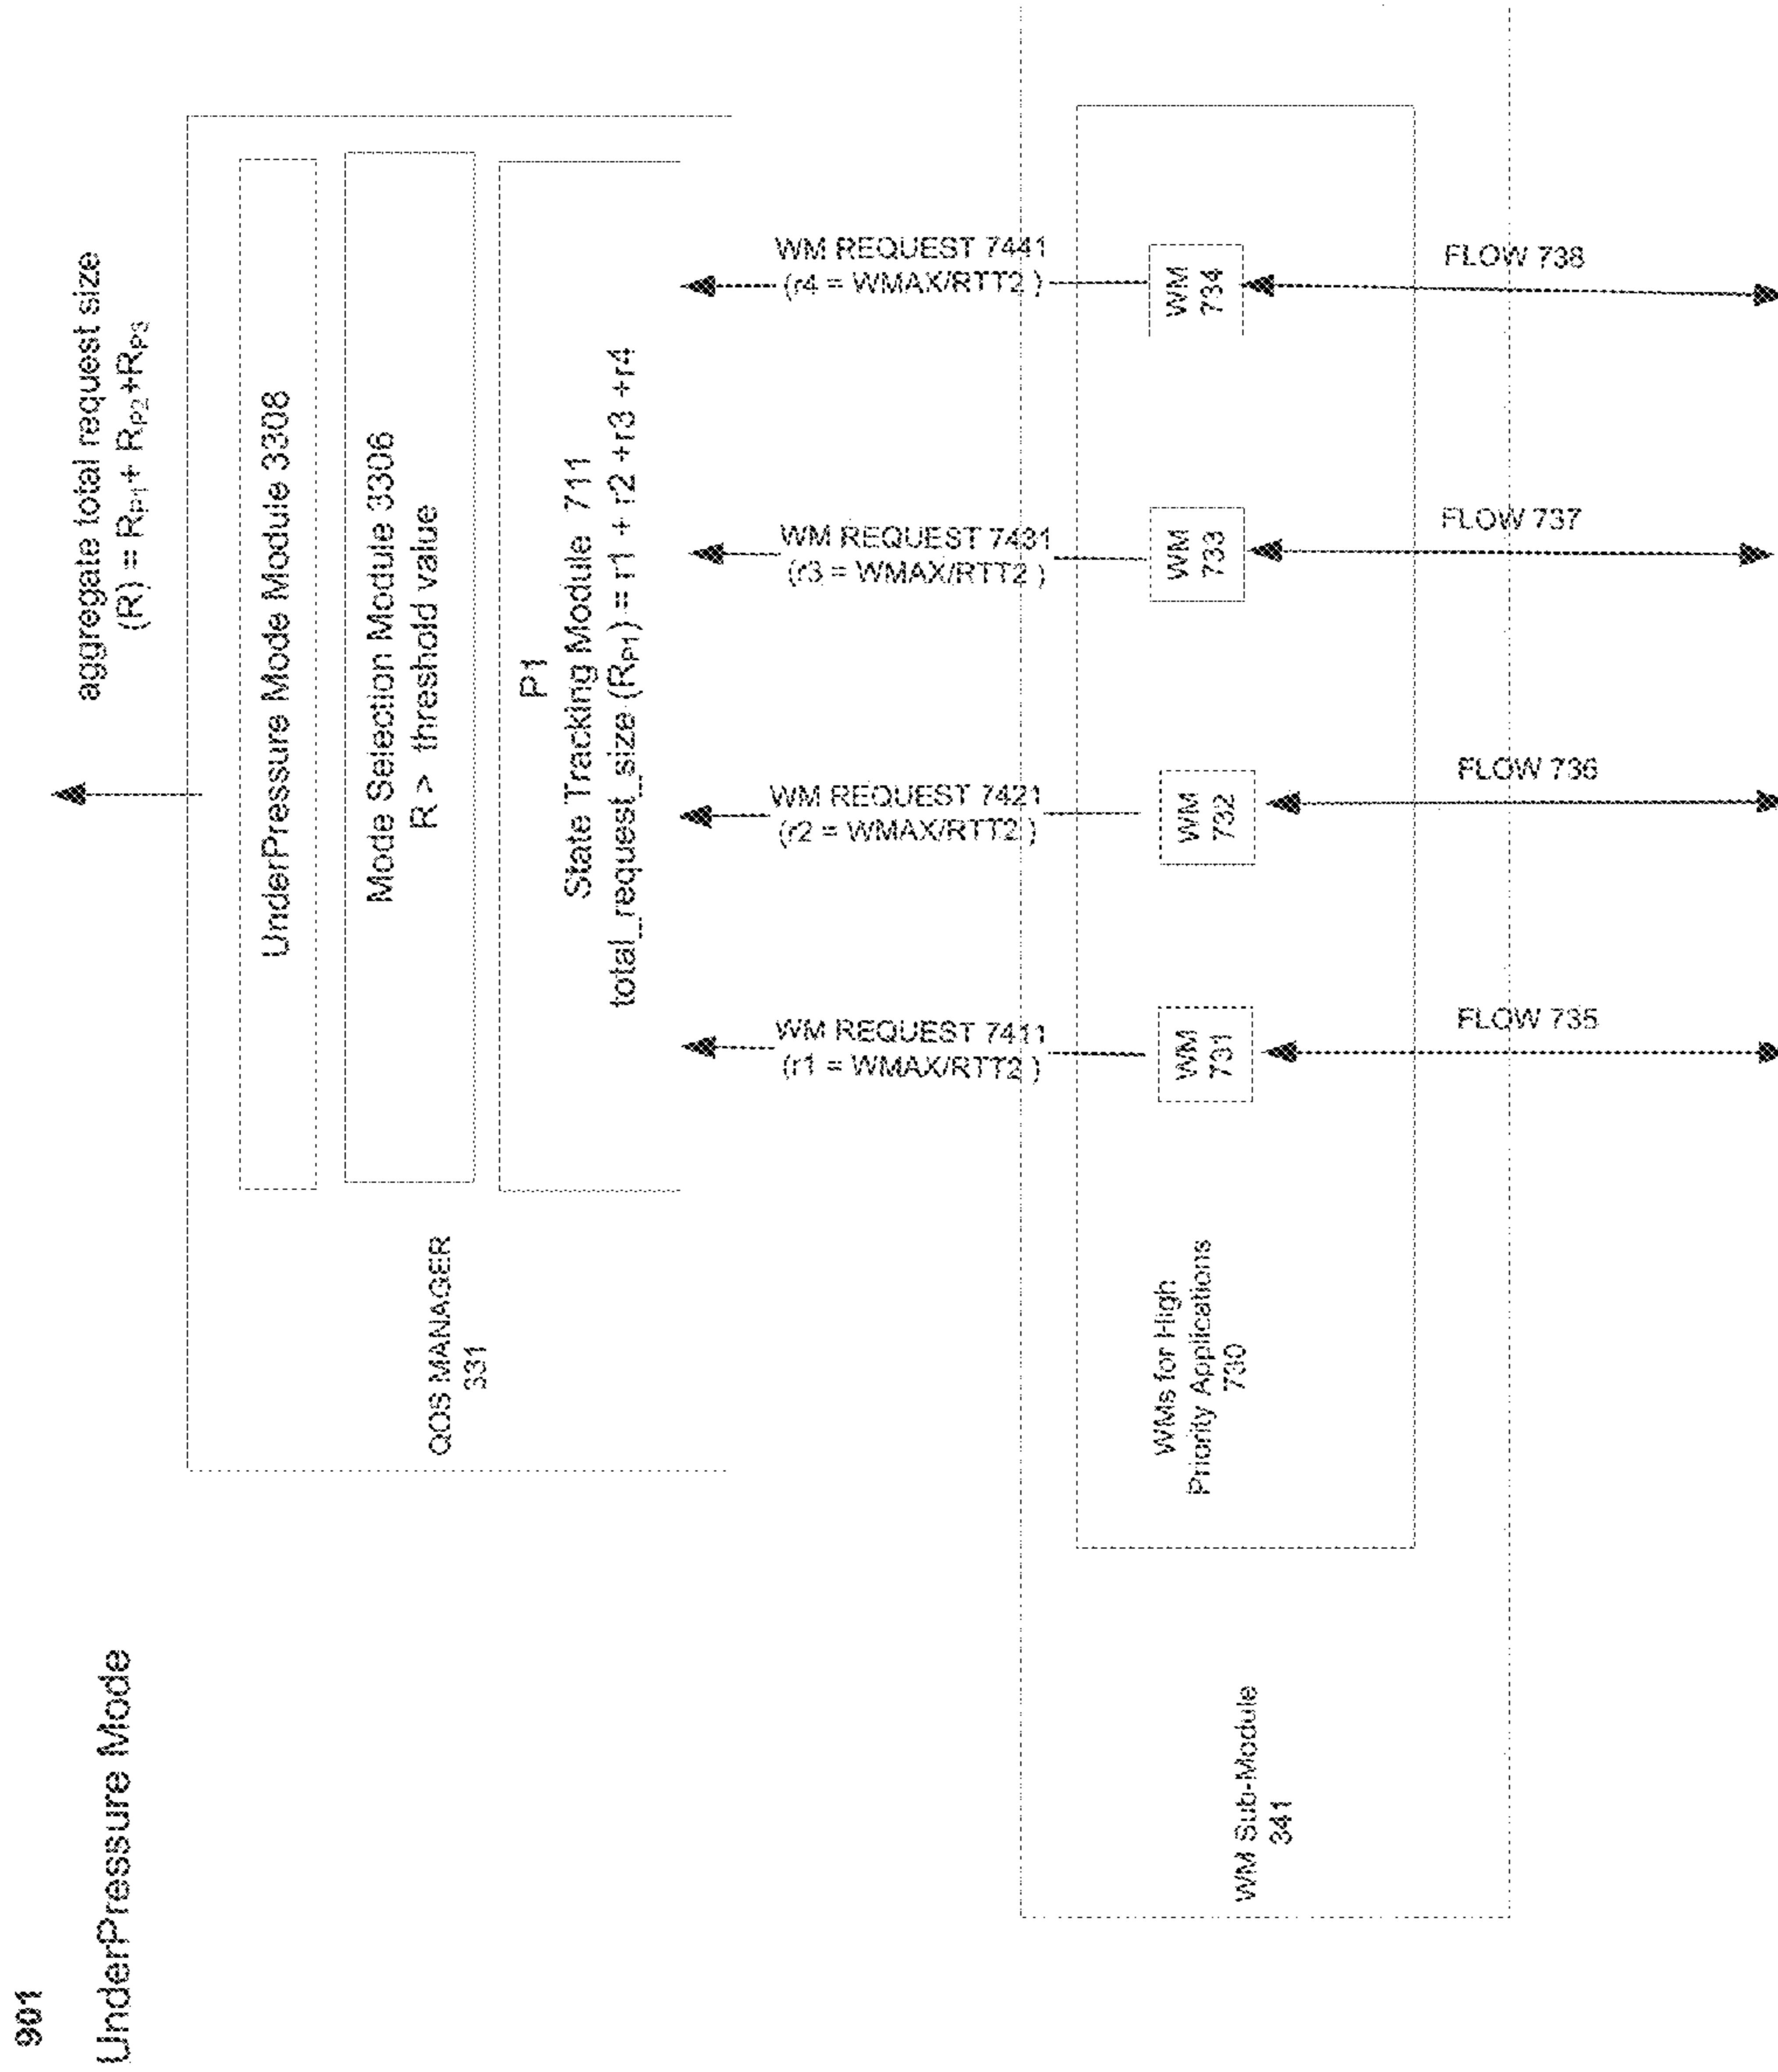 901
UnderPressure Mode
aggregate total request size
(R) = RP1+ RP2+RP3
QOS MANAGER
331
UnderPressure Mode Module 3308
Mode Selection Module 3306
R > threshold value
P1
State Tracking Module 711
total_request_size (RP1) = r1 + r2 +r3 +r4
WM REQUEST 7411
(r1 = WMAX/RTT2 )
WM REQUEST 7421
(r2 = WMAX/RTT2 )
WM REQUEST 7431
(r3 = WMAX/RTT2 )
WM REQUEST 7441
(r4 = WMAX/RTT2 )
WM Sub-Module
341
WMs for High
Priority Applications
730
WM
731
WM
732
WM
733
WM
734
FLOW 735
FLOW 736
FLOW 737
FLOW 738